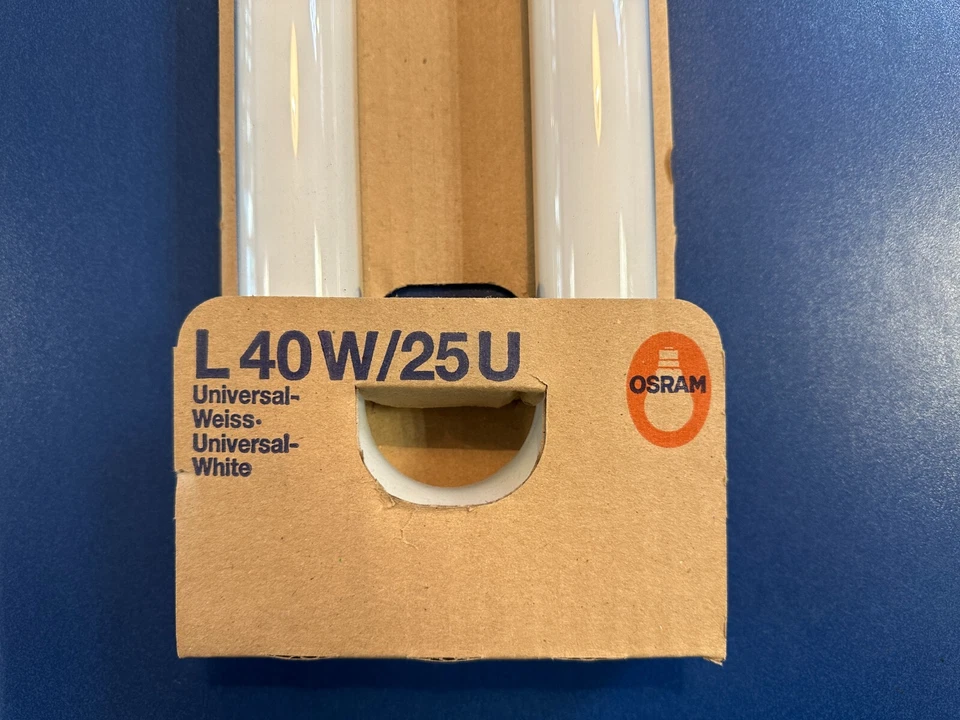 L 40 W/25 U
Universal-
Weiss·
Universal-
White
OSRAM